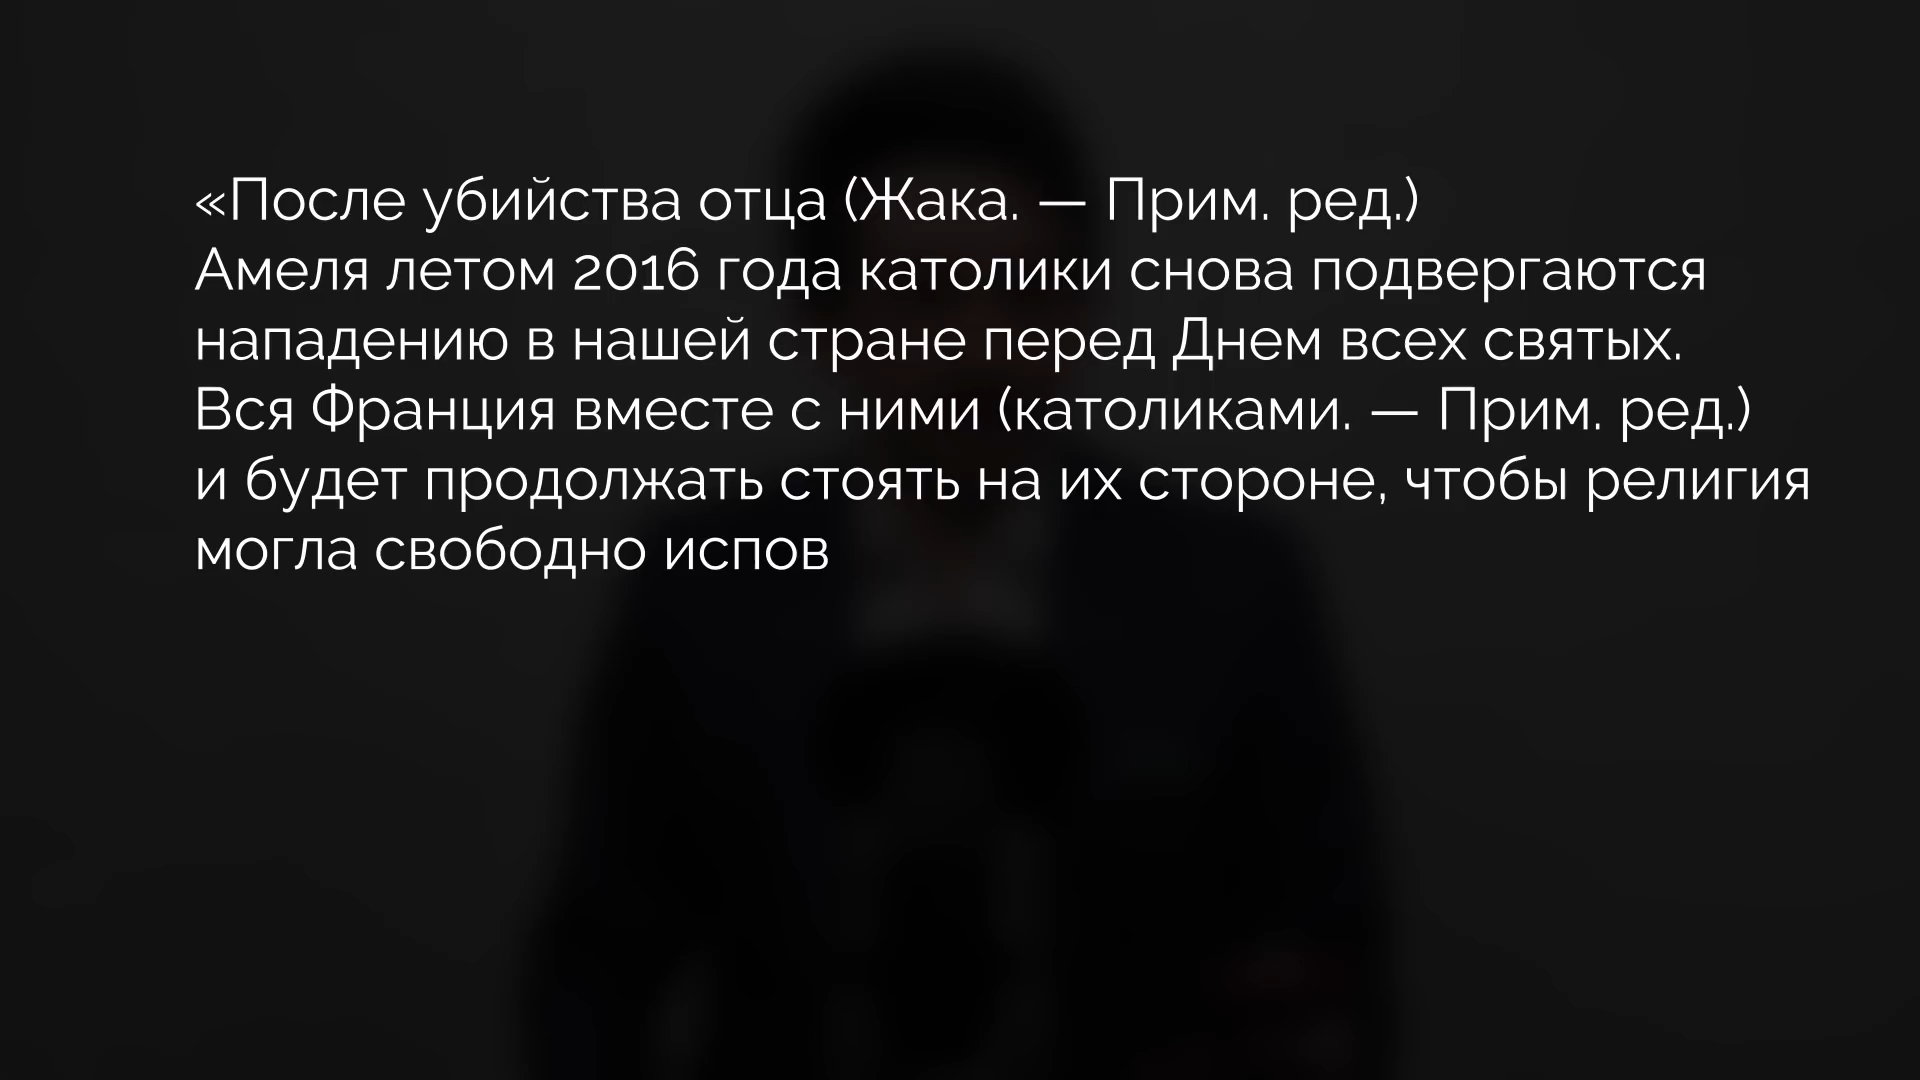 «После убийства отца (Жака. — Прим. ред.)
Амеля летом 2016 года католики снова подвергаются
нападению в нашей стране перед Днем всех святых.
Вся Франция вместе с ними (католиками. — Прим. ред.)
и будет продолжать стоять на их стороне, чтобы религия
могла свободно испов